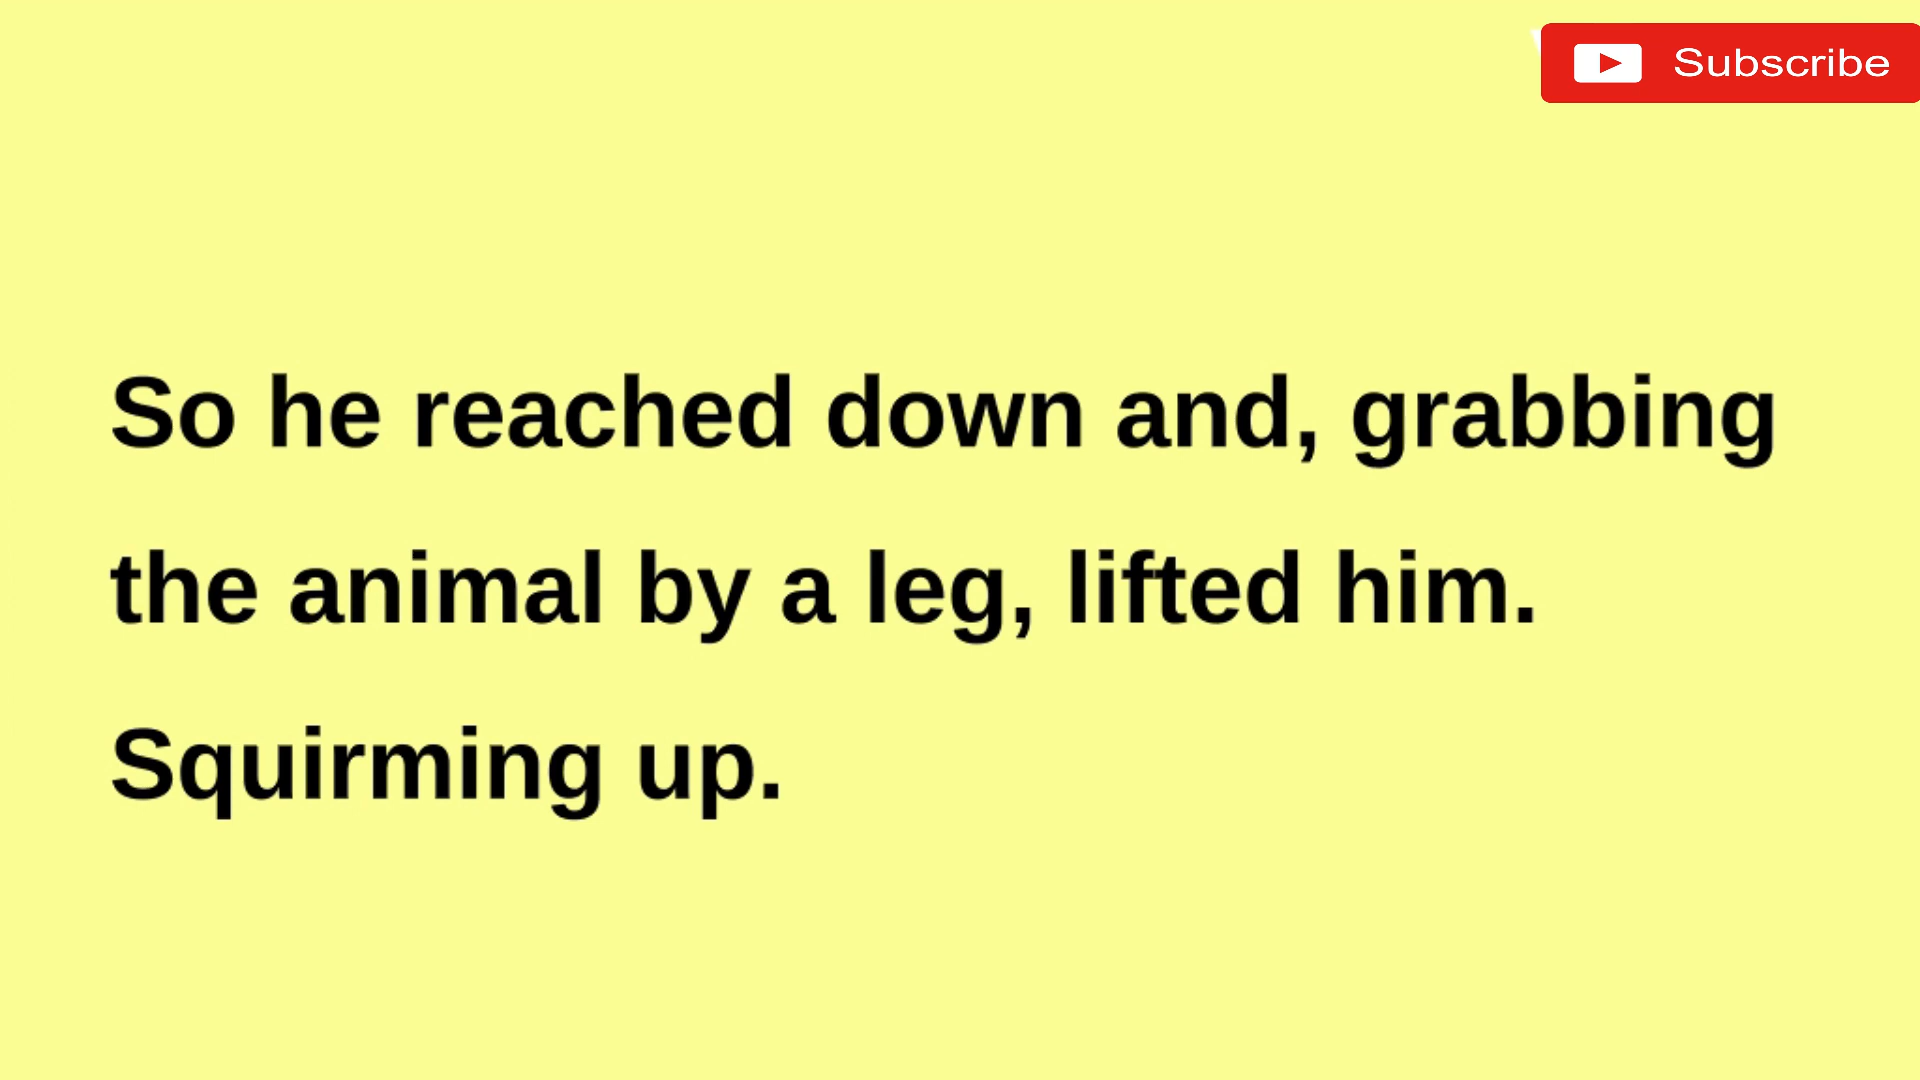 Subscribe
So he reached down and, grabbing
the animal by a leg, lifted him.
Squirming up.